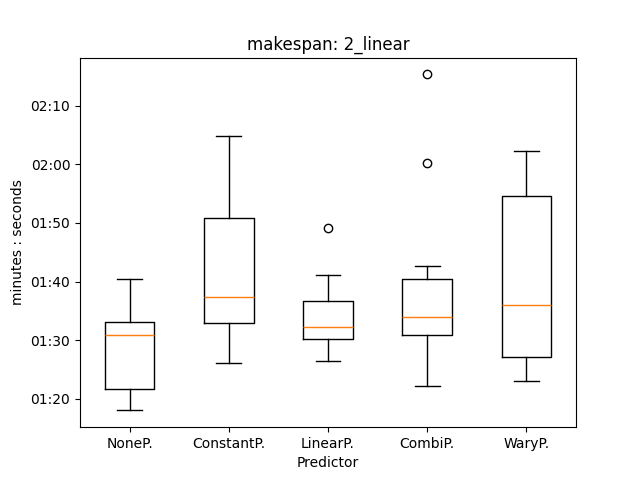 makespan: 2_linear
minutes : seconds
02:10
02:00
01:50
01:40
01:30
01:20
NoneP. ConstantP. LinearP. CombiP. WaryP.
Predictor